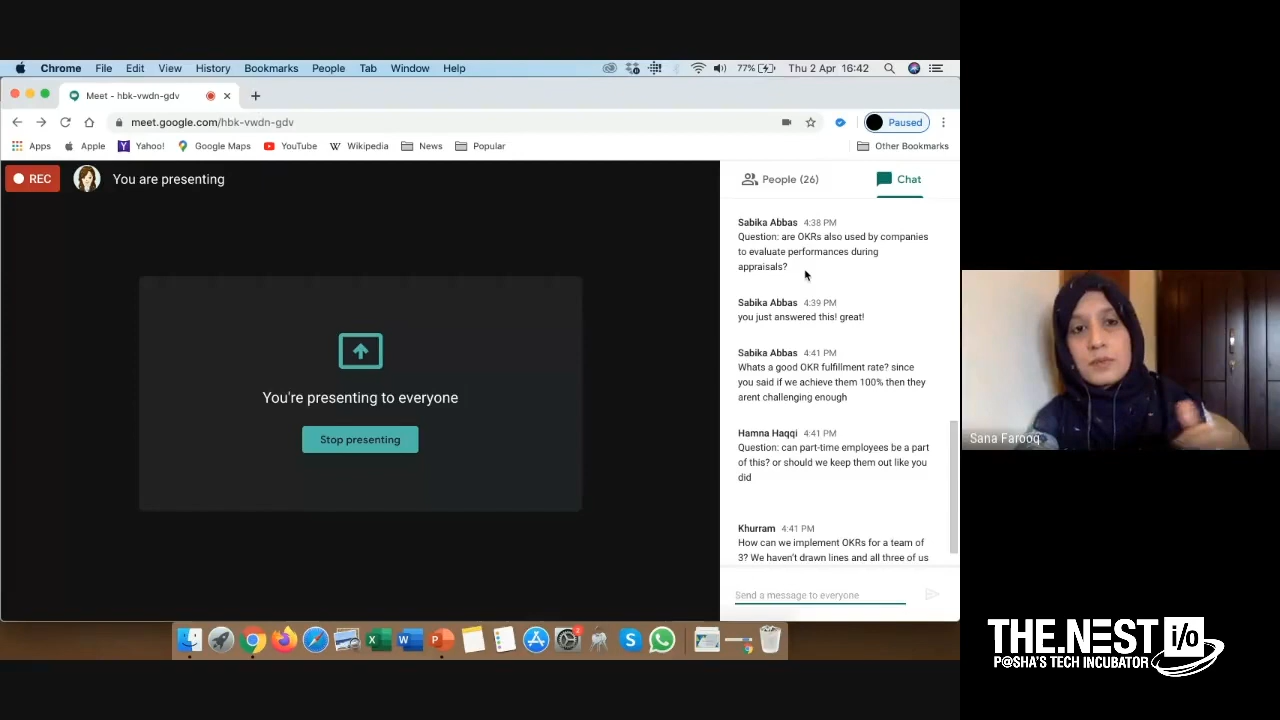 Chrome File Edit View History Bookmarks People Tab Window Help 77% Thu 2 Apr 16:42
Meet - hbk-vwdn-gdv
meet.google.com/hbk-vwdn-gdv
Paused
Apps Apple Yahoo! Google Maps YouTube Wikipedia News Popular Other Bookmarks
REC You are presenting
You're presenting to everyone
Stop presenting
People (26) Chat
Sabika Abbas 4:38 PM
Question: are OKRs also used by companies
to evaluate performances during
appraisals?
Sabika Abbas 4:39 PM
you just answered this! great!
Sabika Abbas 4:41 PM
Whats a good OKR fulfillment rate? since
you said if we achieve them 100% then they
arent challenging enough
Hamna Haqqi 4:41 PM
Question: can part-time employees be a part
of this? or should we keep them out like you
did
Khurram 4:41 PM
How can we implement OKRs for a team of
3? We haven't drawn lines and all three of us
Send a message to everyone
Sana Farooq
THE.NEST i/o
P@SHA'S TECH INCUBATOR